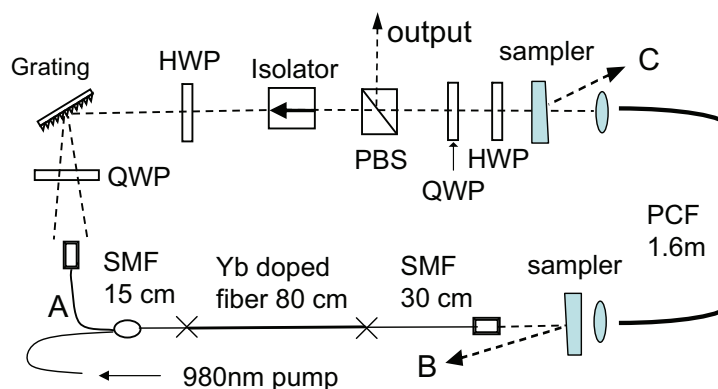 output
sampler
C
Grating
HWP
Isolator
PBS
QWP
HWP
QWP
PCF
1.6m
A
SMF
15 cm
Yb doped
fiber 80 cm
SMF
30 cm
sampler
B
980nm pump